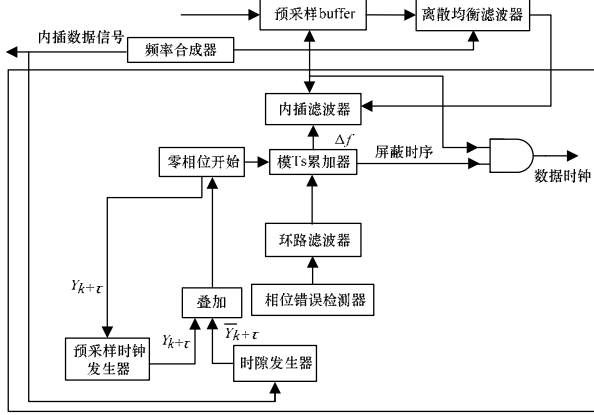 预采样buffer
离散均衡滤波器
内插数据信号
频率合成器
内插滤波器
Δf
零相位开始
模Ts累加器
屏蔽时序
数据时钟
环路滤波器
Yk+τ
叠加
相位错误检测器
预采样时钟
发生器
Yk+τ
Y̅k+τ
时隙发生器